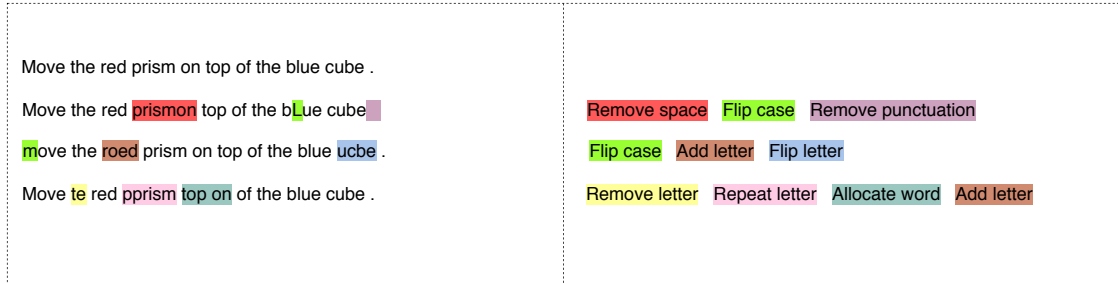 Move the red prism on top of the blue cube .
Move the red prismon top of the bLue cube Remove space Flip case Remove punctuation
move the roed prism on top of the blue ucbe . Flip case Add letter Flip letter
Move te red pprism top on of the blue cube . Remove letter Repeat letter Allocate word Add letter